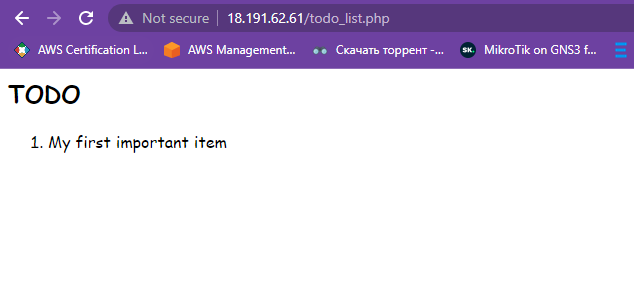 Not secure | 18.191.62.61/todo_list.php
AWS Certification L... AWS Management... Скачать торрент -... SK. MikroTik on GNS3 f...
TODO
1. My first important item